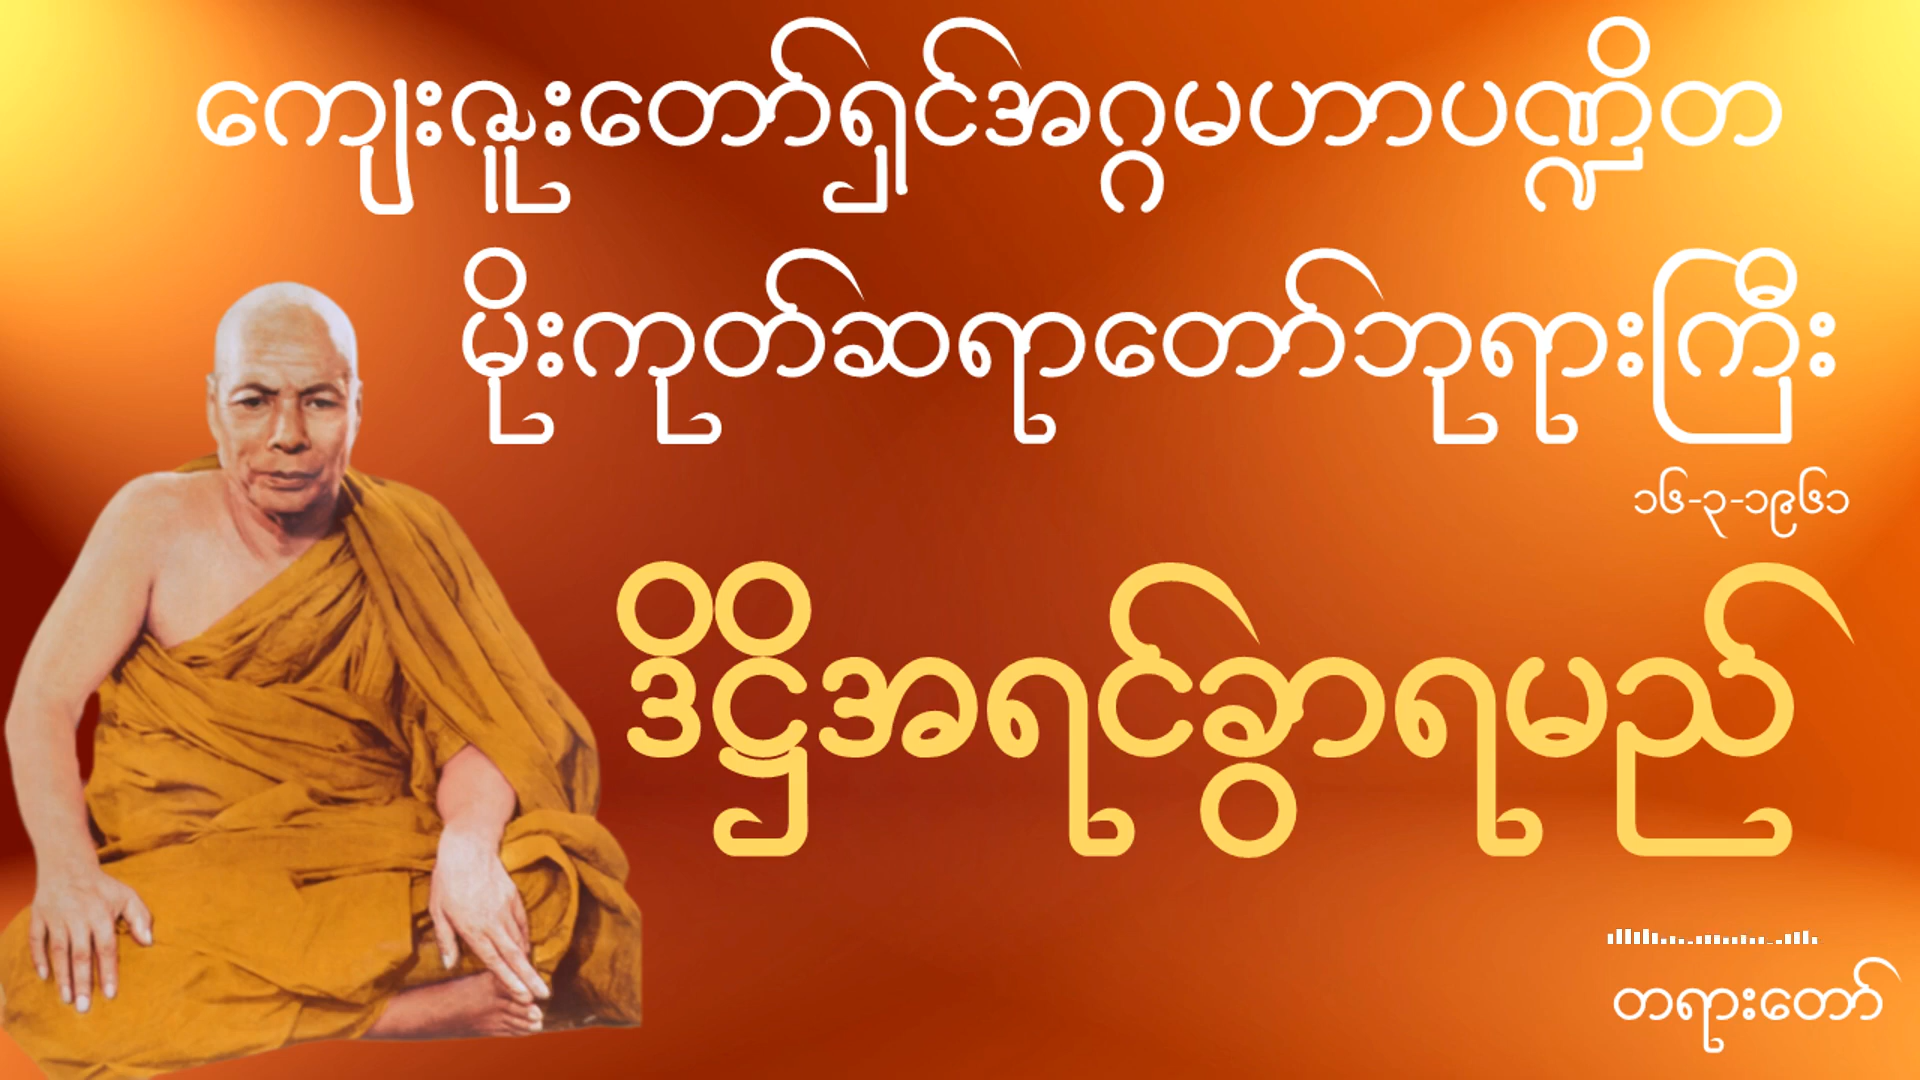 ကျေးဇူးတော်ရှင်အဂ္ဂမဟာပဏ္ဍိတ
မိုးကုတ်ဆရာတော်ဘုရားကြီး
၁၆-၃-၁၉၆၁
ဒိဋ္ဌိအရင်ခွာရမည်
တရားတော်